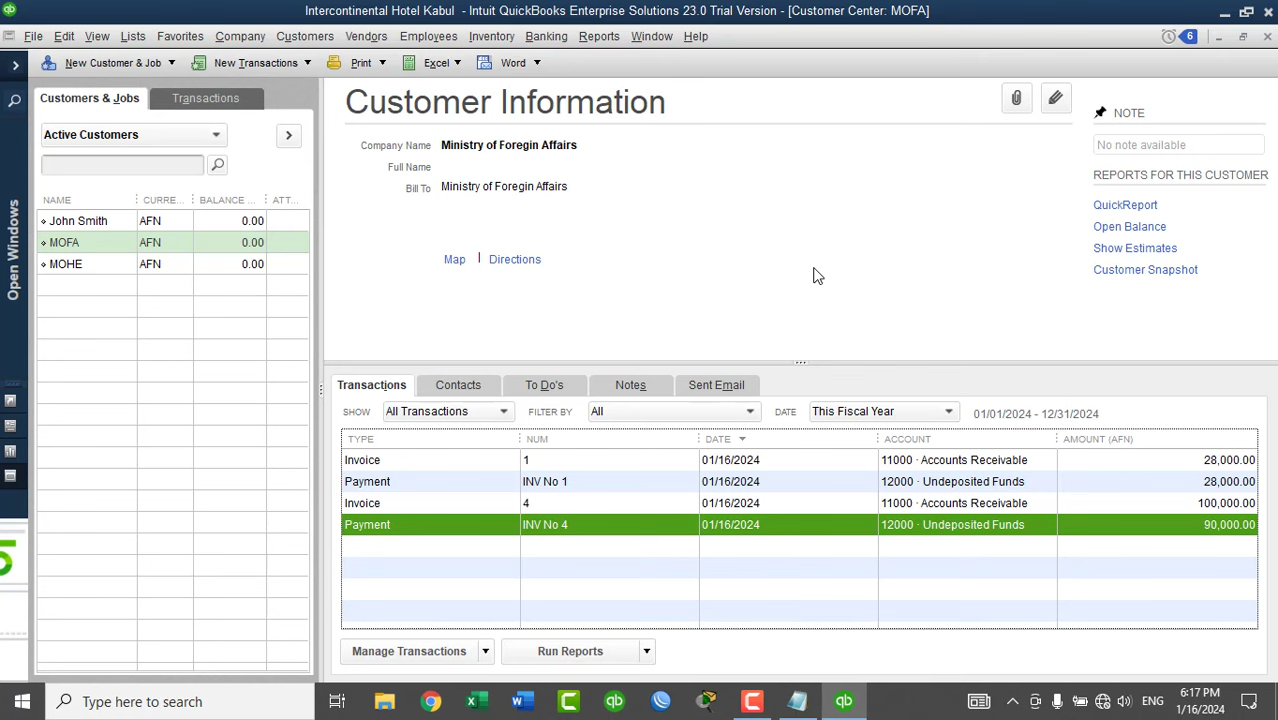 Intercontinental Hotel Kabul - Intuit QuickBooks Enterprise Solutions 23.0 Trial Version - [Customer Center: MOFA]
File Edit View Lists Favorites Company Customers Vendors Employees Inventory Banking Reports Window Help 6
New Customer & Job New Transactions Print Excel Word
Customers & Jobs Transactions
Active Customers
NAME CURRE... BALANCE ... ATT...
John Smith AFN 0.00
MOFA AFN 0.00
MOHE AFN 0.00
Open Windows
Customer Information
Company Name Ministry of Foregin Affairs
Full Name
Bill To Ministry of Foregin Affairs
Map | Directions
NOTE
No note available
REPORTS FOR THIS CUSTOMER
QuickReport
Open Balance
Show Estimates
Customer Snapshot
Transactions Contacts To Do's Notes Sent Email
SHOW All Transactions FILTER BY All DATE This Fiscal Year 01/01/2024 - 12/31/2024
TYPE NUM DATE ACCOUNT AMOUNT (AFN)
Invoice 1 01/16/2024 11000 · Accounts Receivable 28,000.00
Payment INV No 1 01/16/2024 12000 · Undeposited Funds 28,000.00
Invoice 4 01/16/2024 11000 · Accounts Receivable 100,000.00
Payment INV No 4 01/16/2024 12000 · Undeposited Funds 90,000.00
Manage Transactions Run Reports
Type here to search
ENG
6:17 PM
1/16/2024